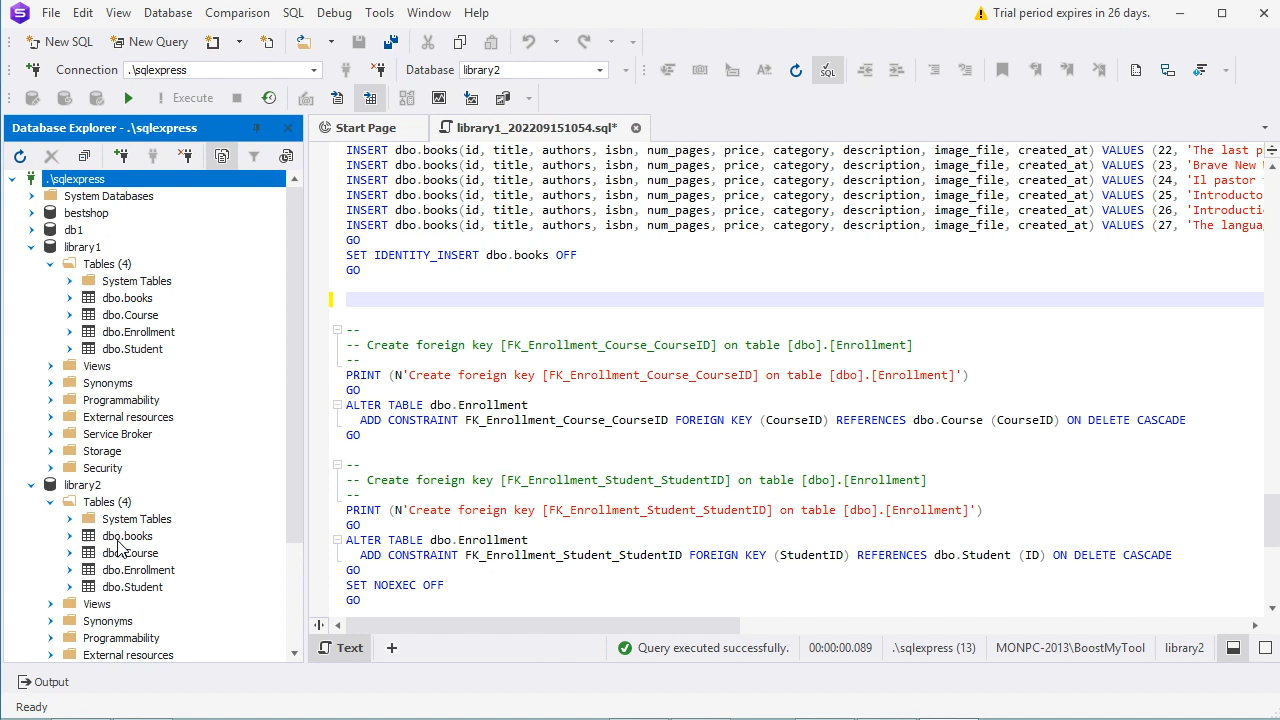 File Edit View Database Comparison SQL Debug Tools Window Help
Trial period expires in 26 days.
New SQL New Query
Connection .\sqlexpress Database library2
Execute
Database Explorer - .\sqlexpress
Start Page library1_202209151054.sql*
.\sqlexpress
System Databases
bestshop
db1
library1
Tables (4)
System Tables
dbo.books
dbo.Course
dbo.Enrollment
dbo.Student
Views
Synonyms
Programmability
External resources
Service Broker
Storage
Security
library2
Tables (4)
System Tables
dbo.books
dbo.Course
dbo.Enrollment
dbo.Student
Views
Synonyms
Programmability
External resources
INSERT dbo.books(id, title, authors, isbn, num_pages, price, category, description, image_file, created_at) VALUES (22, 'The last p
INSERT dbo.books(id, title, authors, isbn, num_pages, price, category, description, image_file, created_at) VALUES (23, 'Brave New
INSERT dbo.books(id, title, authors, isbn, num_pages, price, category, description, image_file, created_at) VALUES (24, 'Il pastor
INSERT dbo.books(id, title, authors, isbn, num_pages, price, category, description, image_file, created_at) VALUES (25, 'Introducto
INSERT dbo.books(id, title, authors, isbn, num_pages, price, category, description, image_file, created_at) VALUES (26, 'Introducti
INSERT dbo.books(id, title, authors, isbn, num_pages, price, category, description, image_file, created_at) VALUES (27, 'The langua
GO
SET IDENTITY_INSERT dbo.books OFF
GO
--
-- Create foreign key [FK_Enrollment_Course_CourseID] on table [dbo].[Enrollment]
--
PRINT (N'Create foreign key [FK_Enrollment_Course_CourseID] on table [dbo].[Enrollment]')
GO
ALTER TABLE dbo.Enrollment
ADD CONSTRAINT FK_Enrollment_Course_CourseID FOREIGN KEY (CourseID) REFERENCES dbo.Course (CourseID) ON DELETE CASCADE
GO
--
-- Create foreign key [FK_Enrollment_Student_StudentID] on table [dbo].[Enrollment]
--
PRINT (N'Create foreign key [FK_Enrollment_Student_StudentID] on table [dbo].[Enrollment]')
GO
ALTER TABLE dbo.Enrollment
ADD CONSTRAINT FK_Enrollment_Student_StudentID FOREIGN KEY (StudentID) REFERENCES dbo.Student (ID) ON DELETE CASCADE
GO
SET NOEXEC OFF
GO
Text Query executed successfully. 00:00:00.089 .\sqlexpress (13) MONPC-2013\BoostMyTool library2
Output
Ready